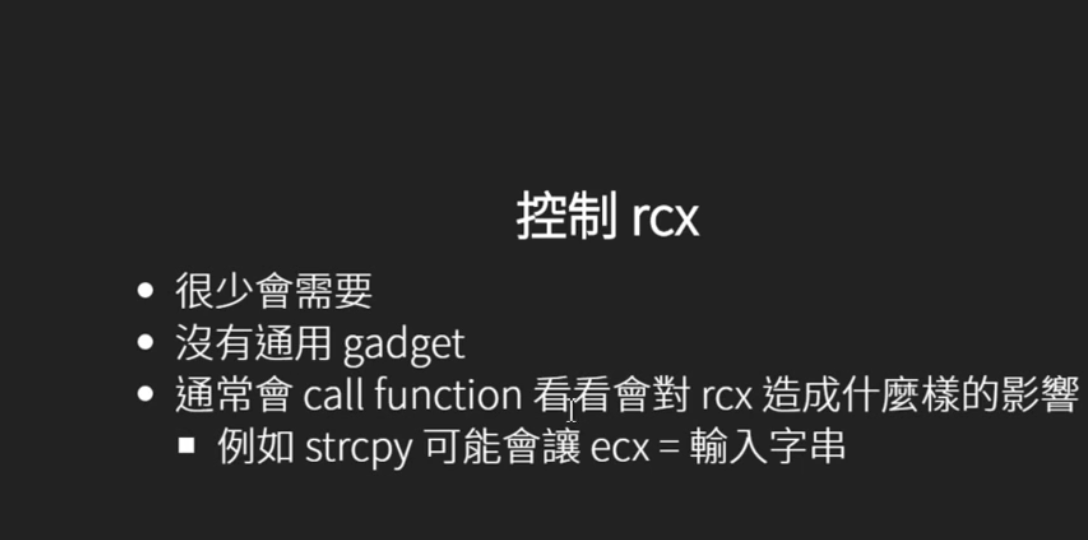 控制 rcx
很少會需要
沒有通用 gadget
通常會 call function 看看會對 rcx 造成什麼樣的影響
例如 strcpy 可能會讓 ecx = 輸入字串